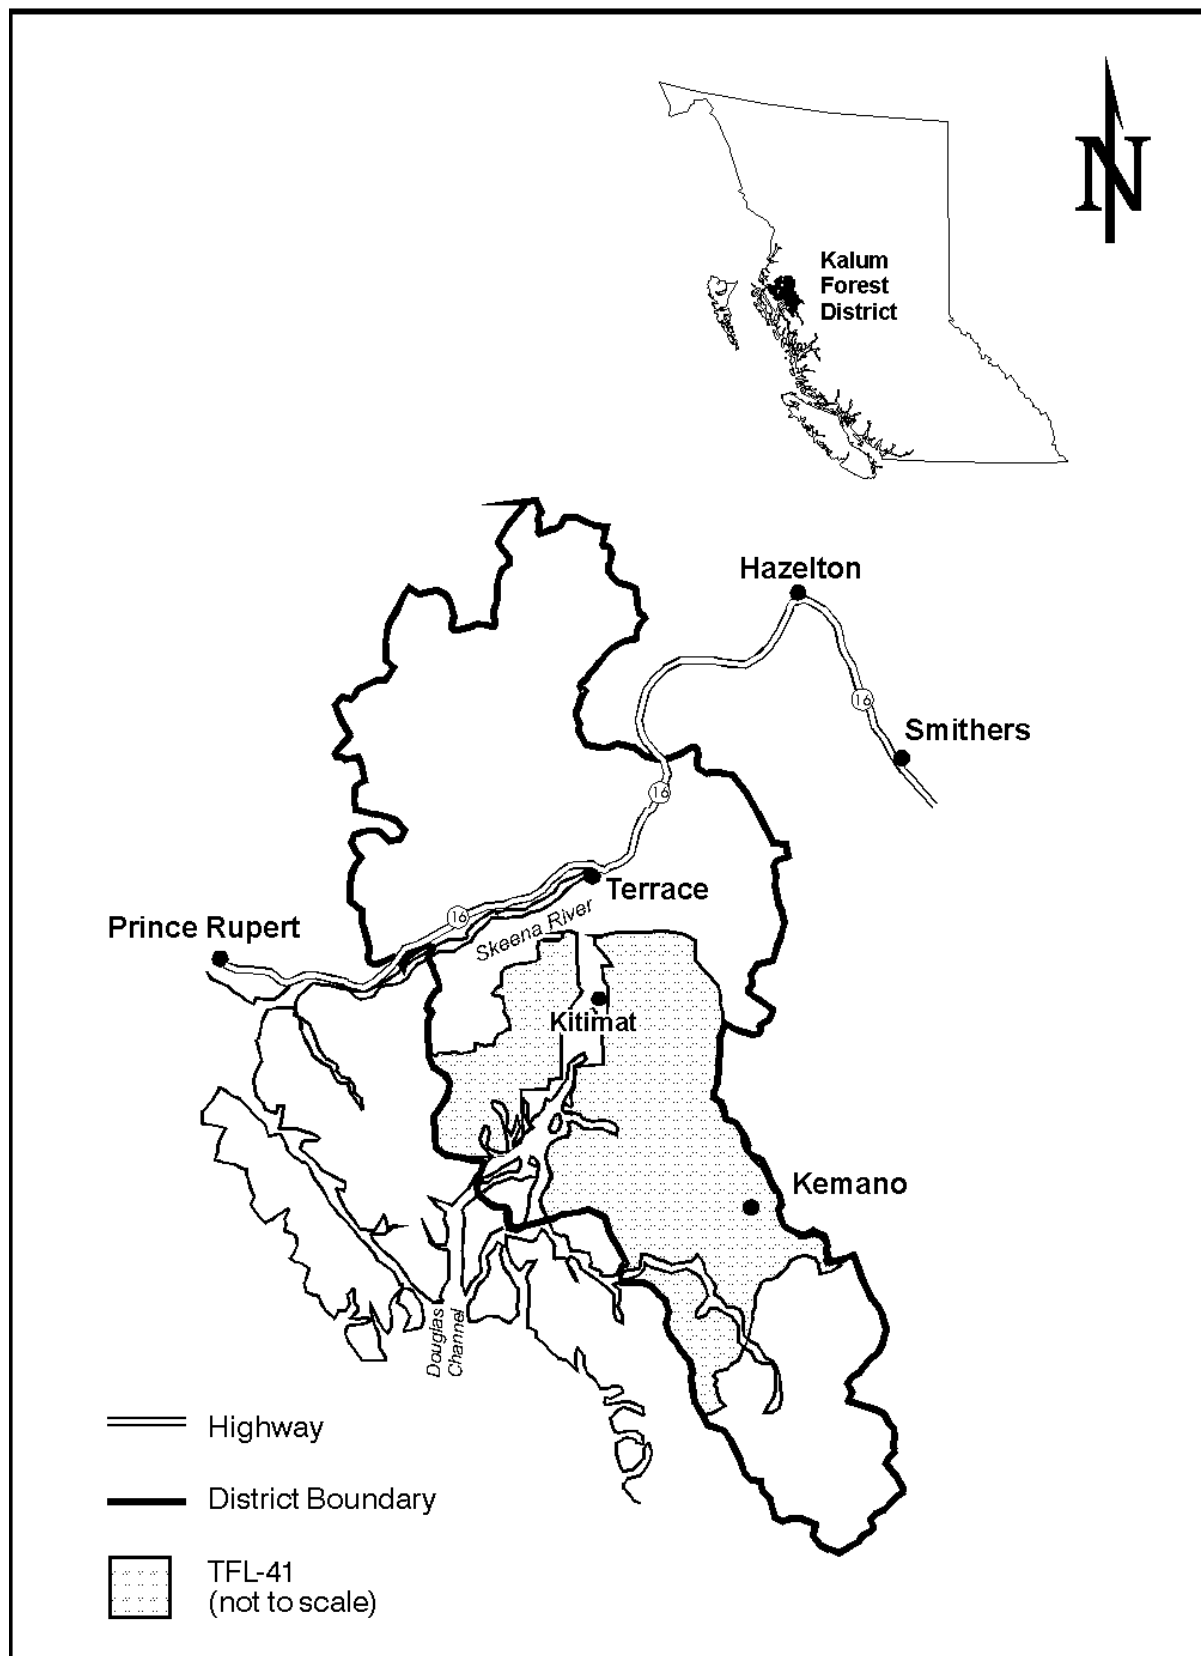 N
Kalum
Forest
District
Hazelton
16
Smithers
16
Terrace
16
Skeena River
Prince Rupert
Kitimat
Kemano
Douglas
Channel
Highway
District Boundary
TFL-41
(not to scale)